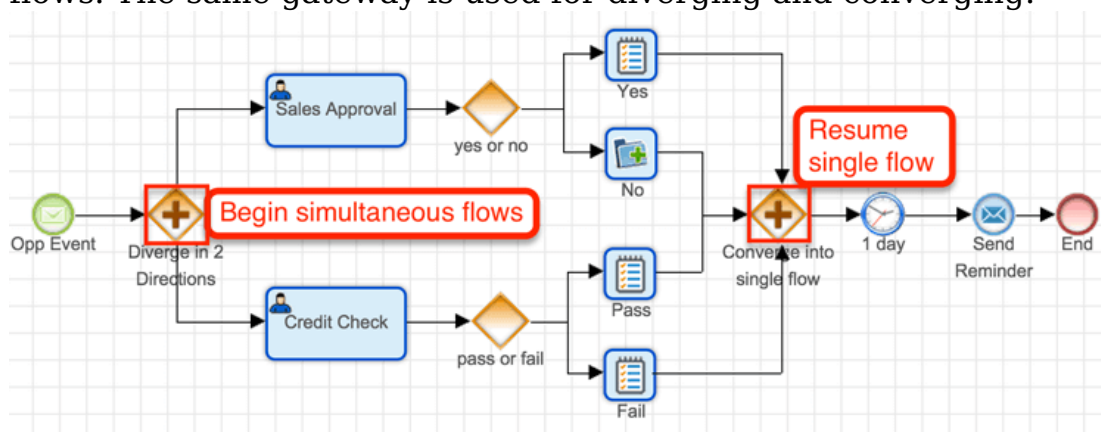 flows. The same gateway is used for diverging and converging.
Yes
Sales Approval
yes or no
Resume
single flow
No
Begin simultaneous flows
Opp Event
Diverge in 2
Directions
Converge into
single flow
1 day
Send
Reminder
End
Pass
Credit Check
pass or fail
Fail